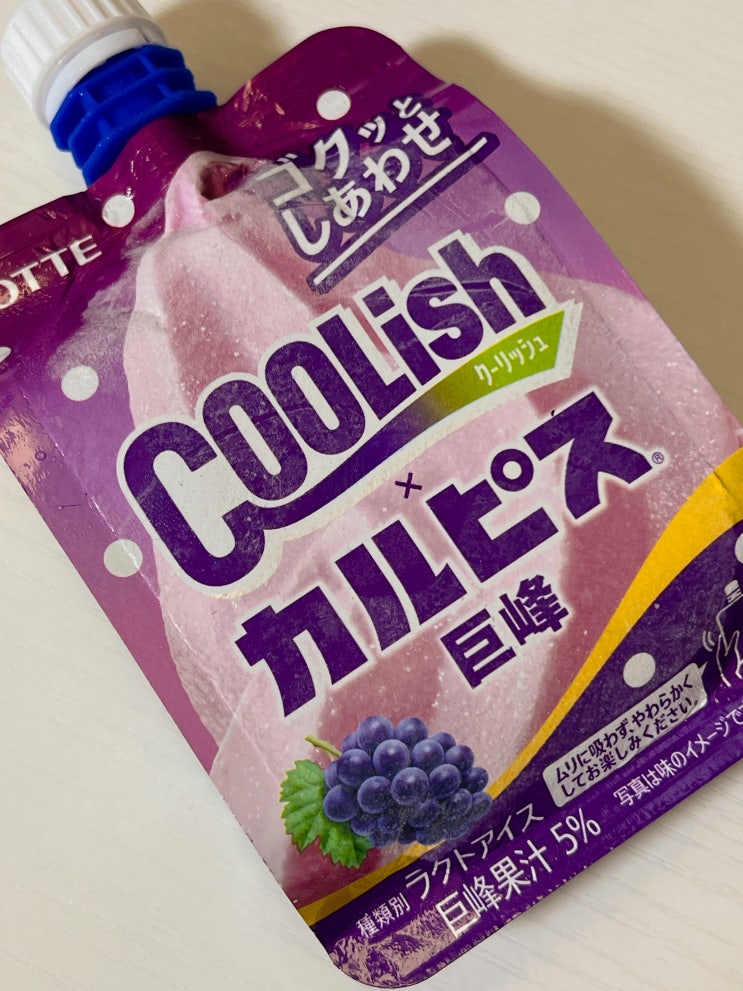 OTTE
ゴクッと
しあわせ
COOLish
クーリッシュ
×
カルピス®
巨峰
ムリに吸わず、やわらかく
してお楽しみください。
写真は味のイメージで
種類別 ラクトアイス
巨峰果汁 5%